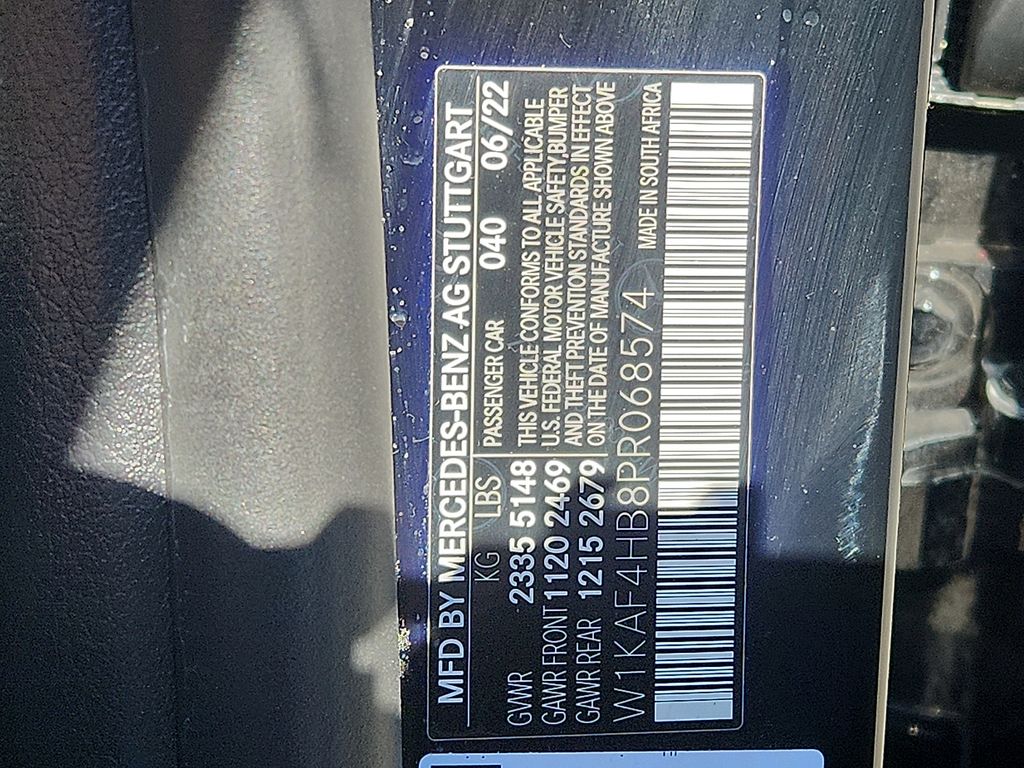 MFD BY MERCEDES-BENZ AG STUTTGART
KG LBS PASSENGER CAR 040 06/22
GVWR 2335 5148 THIS VEHICLE CONFORMS TO ALL APPLICABLE
GAWR FRONT 1120 2469 U.S. FEDERAL MOTOR VEHICLE SAFETY,BUMPER
GAWR REAR 1215 2679 AND THEFT PREVENTION STANDARDS IN EFFECT
ON THE DATE OF MANUFACTURE SHOWN ABOVE
W1KAF4HB8PR068574 MADE IN SOUTH AFRICA